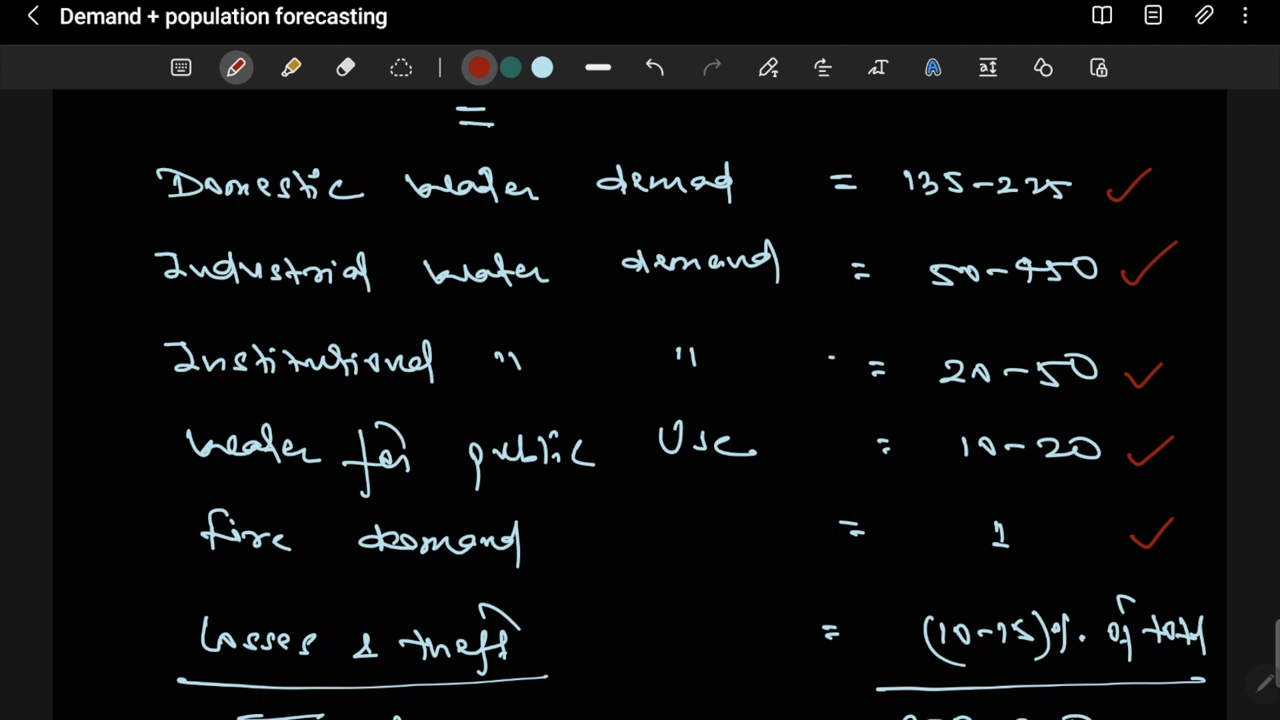 Demand + population forecasting
=
Domestic water demad = 135-225
Industrial water demand = 50-450
Institutional " " = 20-50
Water for public Use = 10-20
fire demand = 1
Losses & theft = (10-15)%. of total